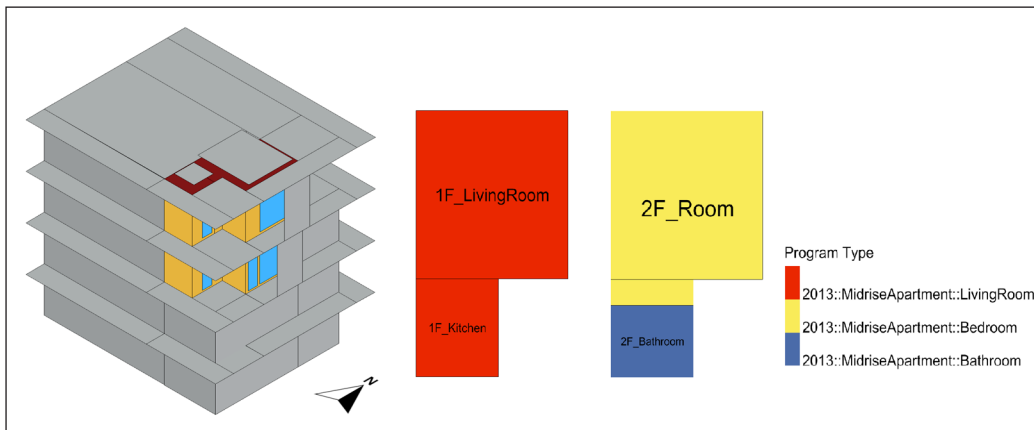 N
1F_LivingRoom
1F_Kitchen
2F_Room
2F_Bathroom
Program Type
2013::MidriseApartment::LivingRoom
2013::MidriseApartment::Bedroom
2013::MidriseApartment::Bathroom